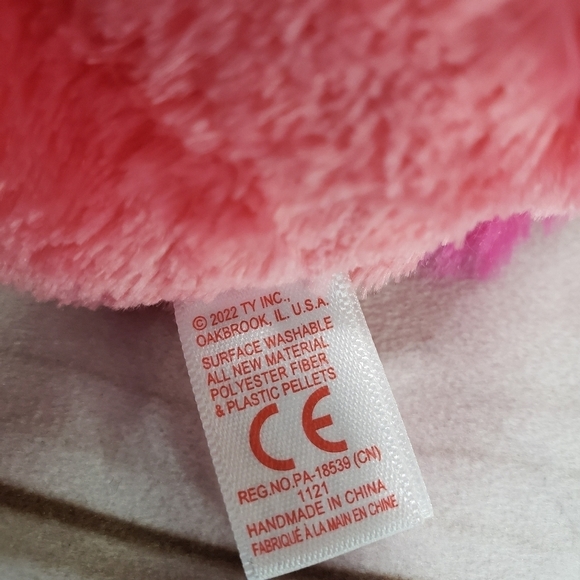 © 2022 TY INC.,
OAKBROOK, IL. U.S.A.
SURFACE WASHABLE
ALL NEW MATERIAL
POLYESTER FIBER
& PLASTIC PELLETS
CE
REG.NO.PA-18539 (CN)
1121
HANDMADE IN CHINA
FABRIQUÉ À LA MAIN EN CHINE